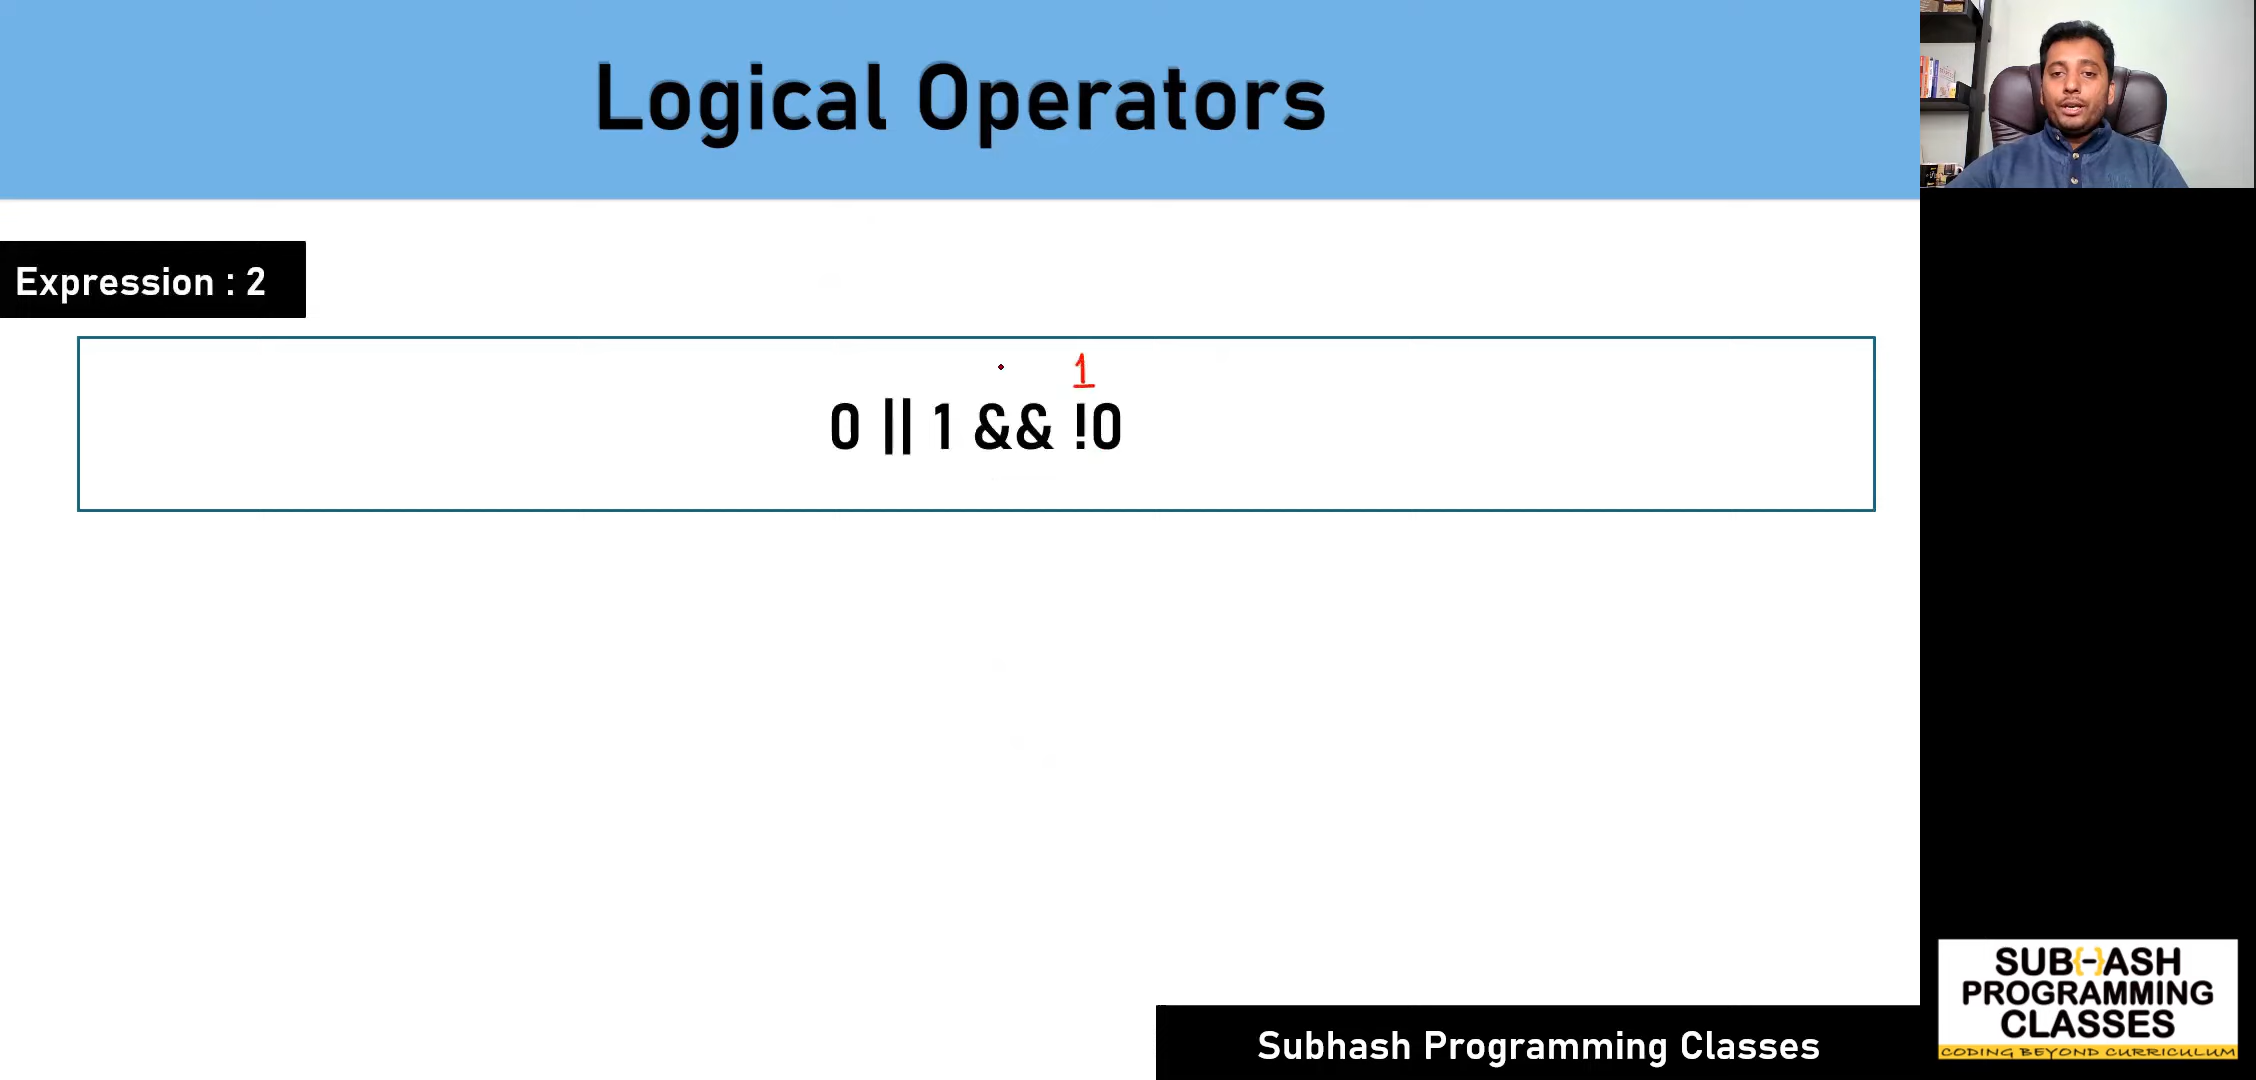 Logical Operators
Expression : 2
1
0 || 1 && !0
SUB{-}ASH
PROGRAMMING
CLASSES
CODING BEYOND CURRICULUM
Subhash Programming Classes